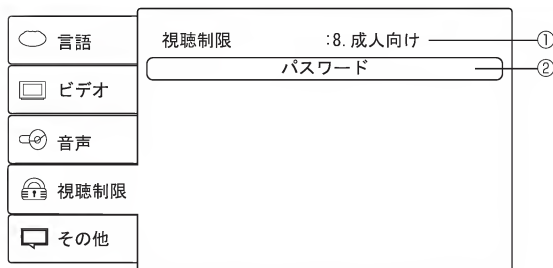 言語
ビデオ
音声
視聴制限
その他
視聴制限 :8. 成人向け ①
パスワード ②